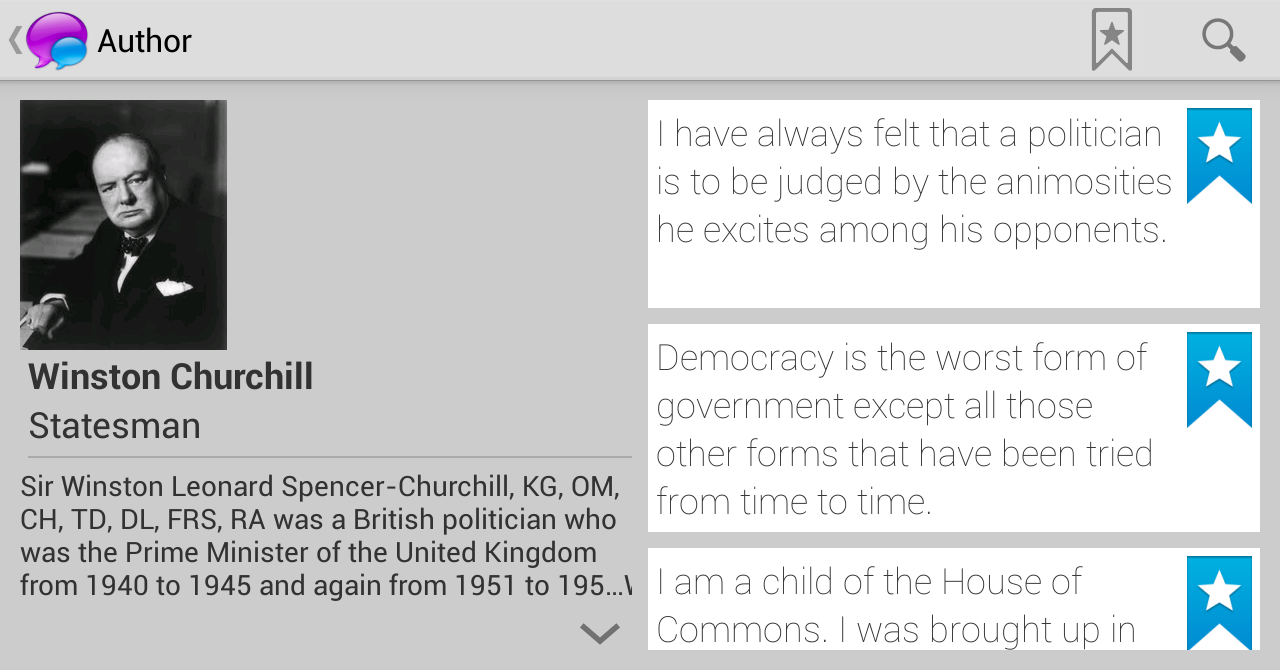 Author
Winston Churchill
Statesman
Sir Winston Leonard Spencer-Churchill, KG, OM,
CH, TD, DL, FRS, RA was a British politician who
was the Prime Minister of the United Kingdom
from 1940 to 1945 and again from 1951 to 195...
I have always felt that a politician
is to be judged by the animosities
he excites among his opponents.
Democracy is the worst form of
government except all those
other forms that have been tried
from time to time.
I am a child of the House of
Commons. I was brought up in